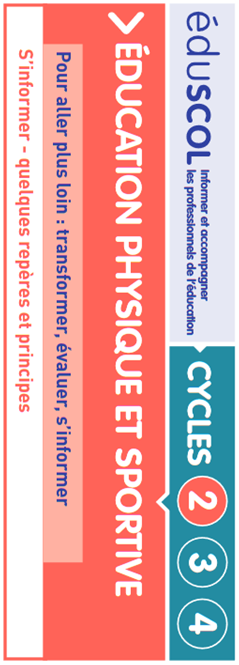 éduSCOL
Informer et accompagner
les professionnels de l'éducation
CYCLES 2 3 4
ÉDUCATION PHYSIQUE ET SPORTIVE
Pour aller plus loin : transformer, évaluer, s'informer
S'informer - quelques repères et principes